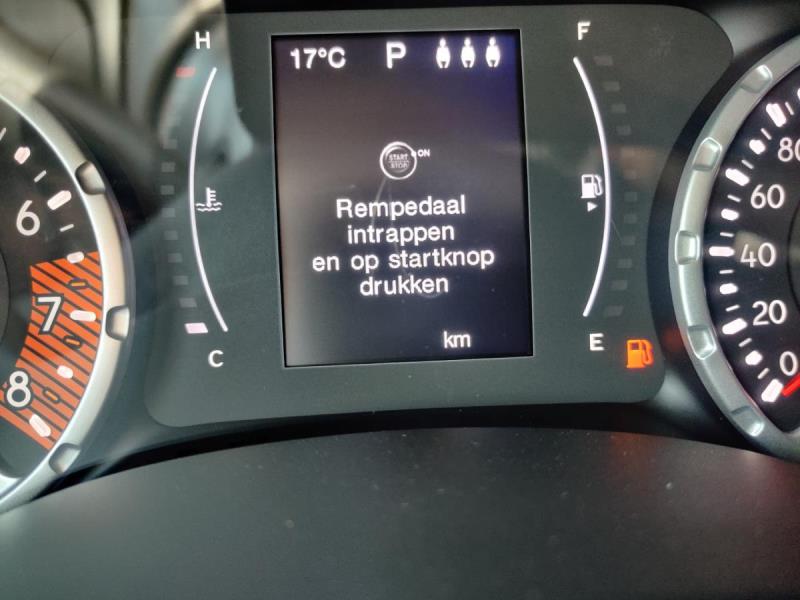 H
17°C P
F
START
STOP
ON
Rempedaal
intrappen
en op startknop
drukken
km
C
E
6
7
8
80
60
40
20
0